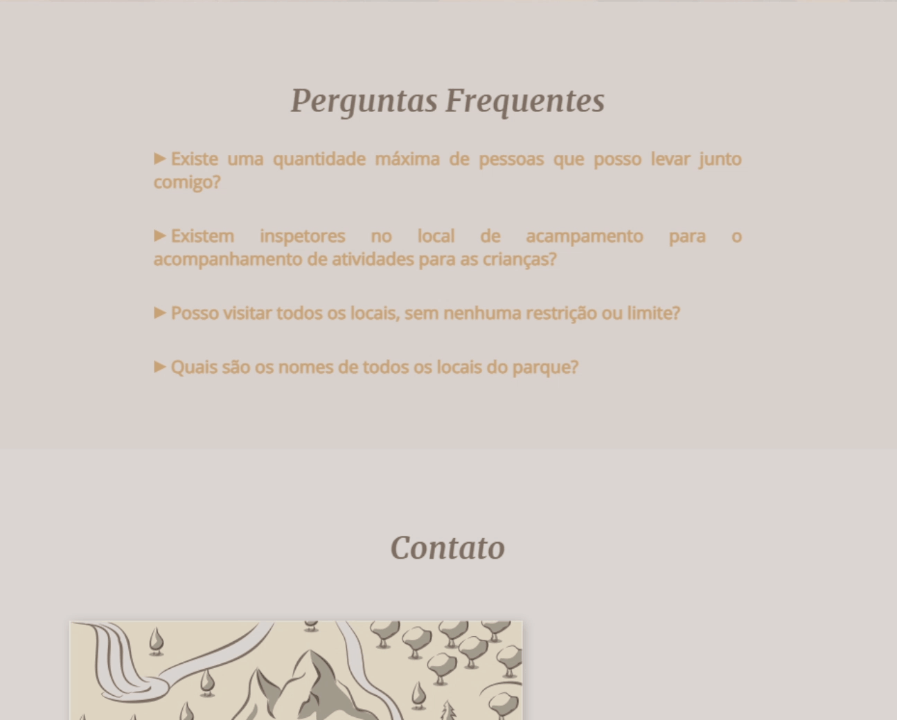 Perguntas Frequentes
Existe uma quantidade máxima de pessoas que posso levar junto
comigo?
Existem inspetores no local de acampamento para o
acompanhamento de atividades para as crianças?
Posso visitar todos os locais, sem nenhuma restrição ou limite?
Quais são os nomes de todos os locais do parque?
Contato